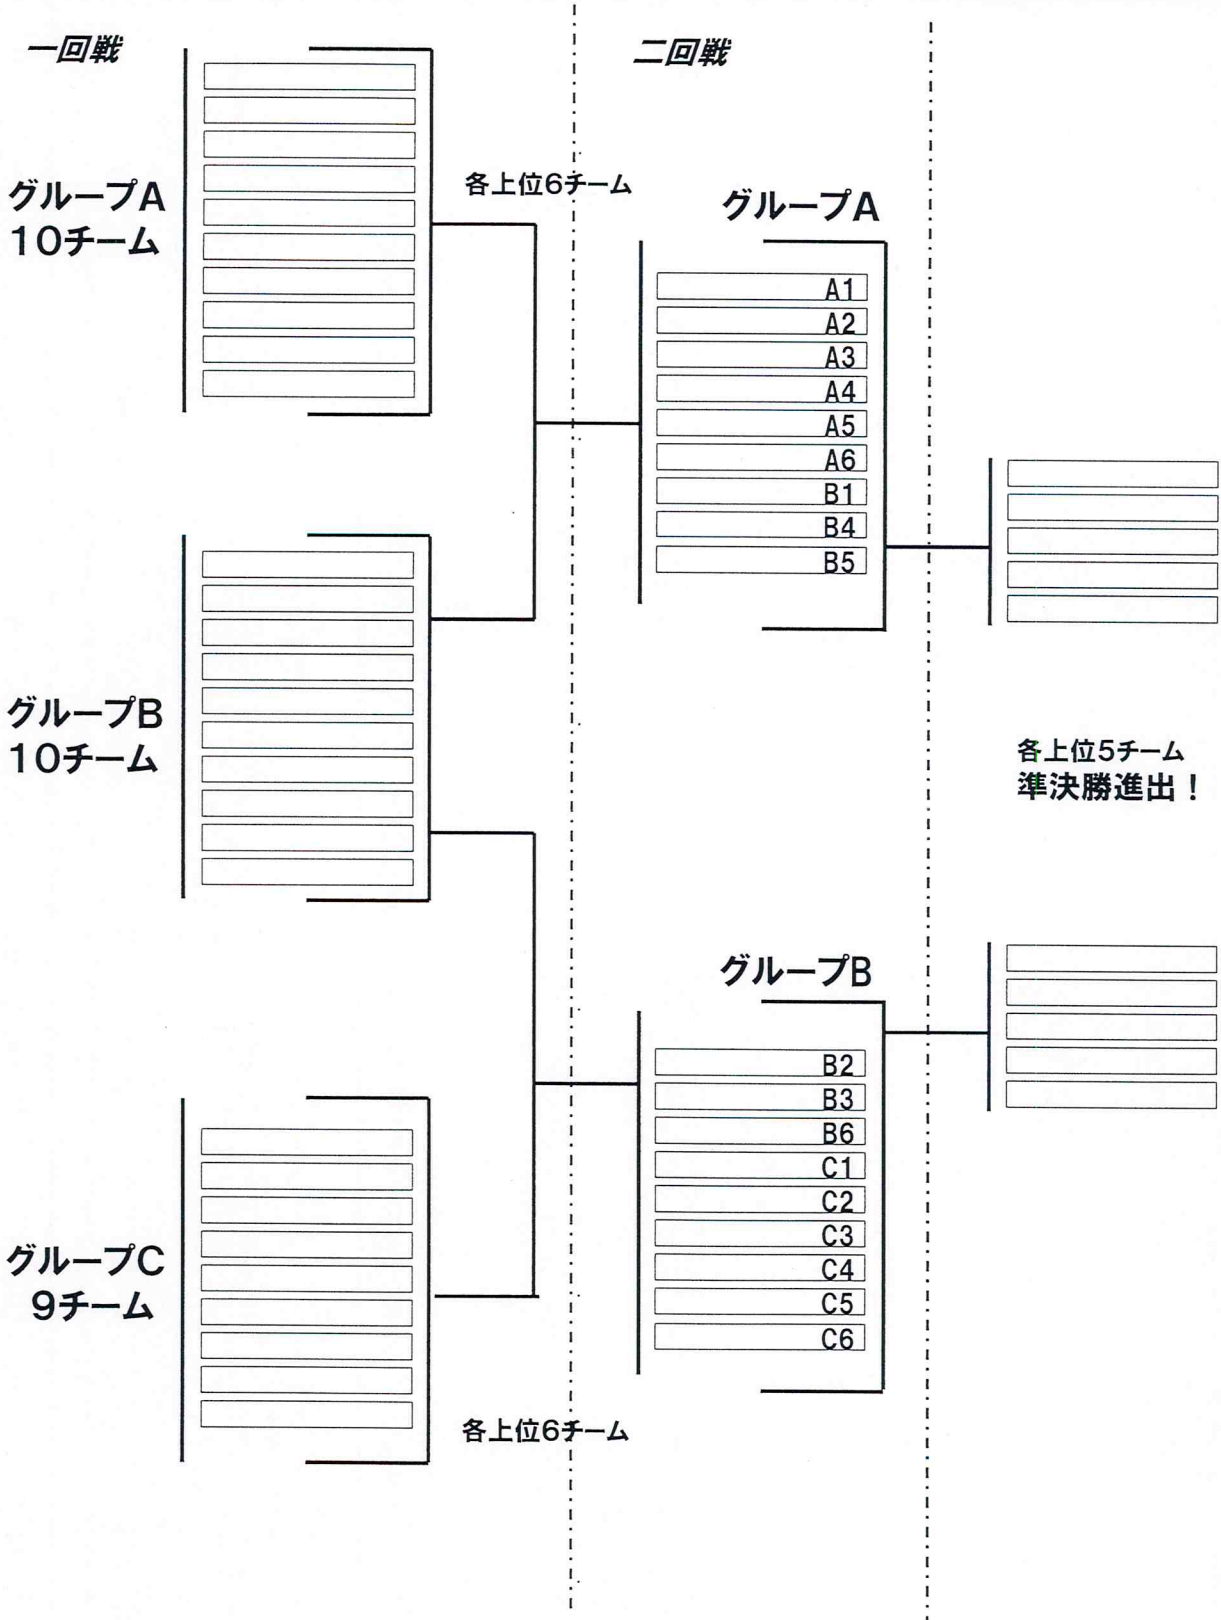 一回戦
グループA
10チーム
各上位6チーム
グループB
10チーム
グループC
9チーム
各上位6チーム
二回戦
グループA
A1
A2
A3
A4
A5
A6
B1
B4
B5
グループB
B2
B3
B6
C1
C2
C3
C4
C5
C6
各上位5チーム
準決勝進出！